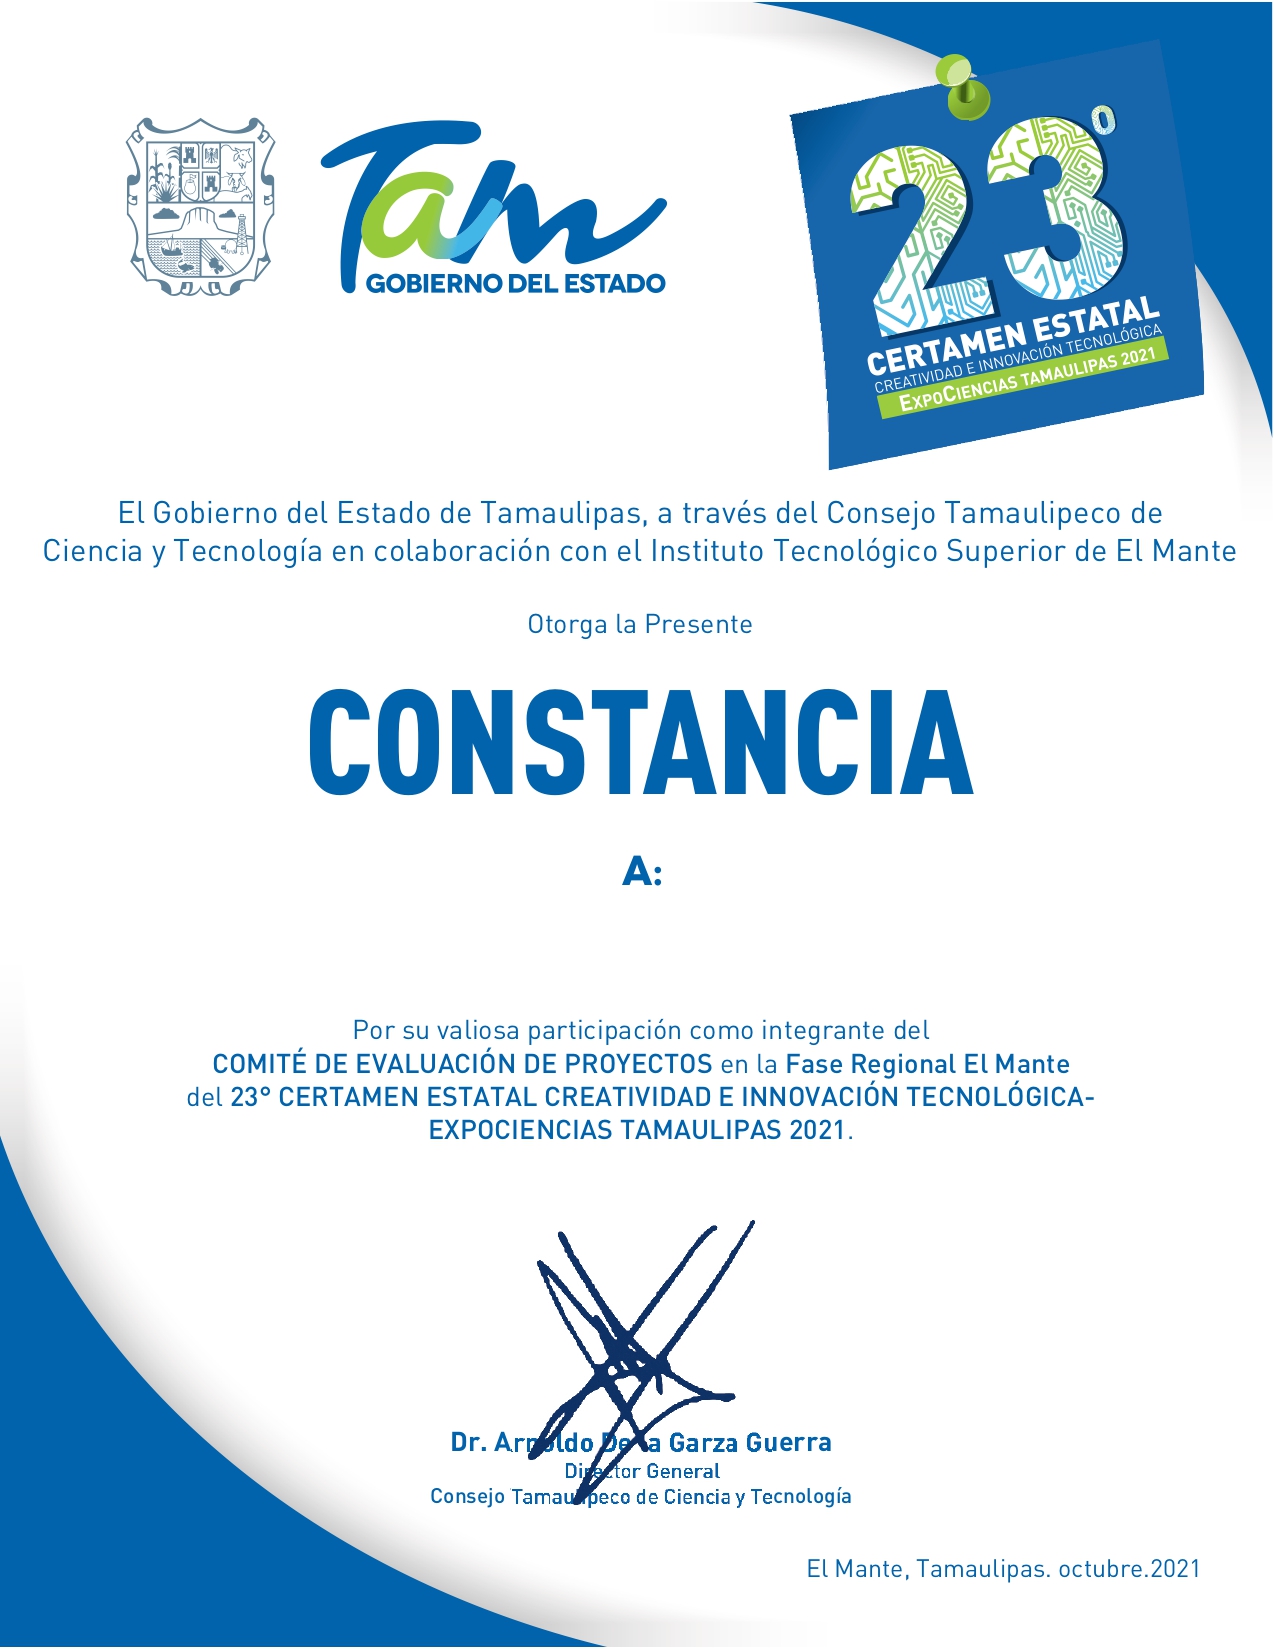 Tam
GOBIERNO DEL ESTADO
23º
CERTAMEN ESTATAL
CREATIVIDAD E INNOVACIÓN TECNOLÓGICA
EXPOCIENCIAS TAMAULIPAS 2021
El Gobierno del Estado de Tamaulipas, a través del Consejo Tamaulipeco de
Ciencia y Tecnología en colaboración con el Instituto Tecnológico Superior de El Mante
Otorga la Presente
CONSTANCIA
A:
Por su valiosa participación como integrante del
COMITÉ DE EVALUACIÓN DE PROYECTOS en la Fase Regional El Mante
del 23° CERTAMEN ESTATAL CREATIVIDAD E INNOVACIÓN TECNOLÓGICA-
EXPOCIENCIAS TAMAULIPAS 2021.
Dr. Arnoldo De la Garza Guerra
Director General
Consejo Tamaulipeco de Ciencia y Tecnología
El Mante, Tamaulipas. octubre.2021